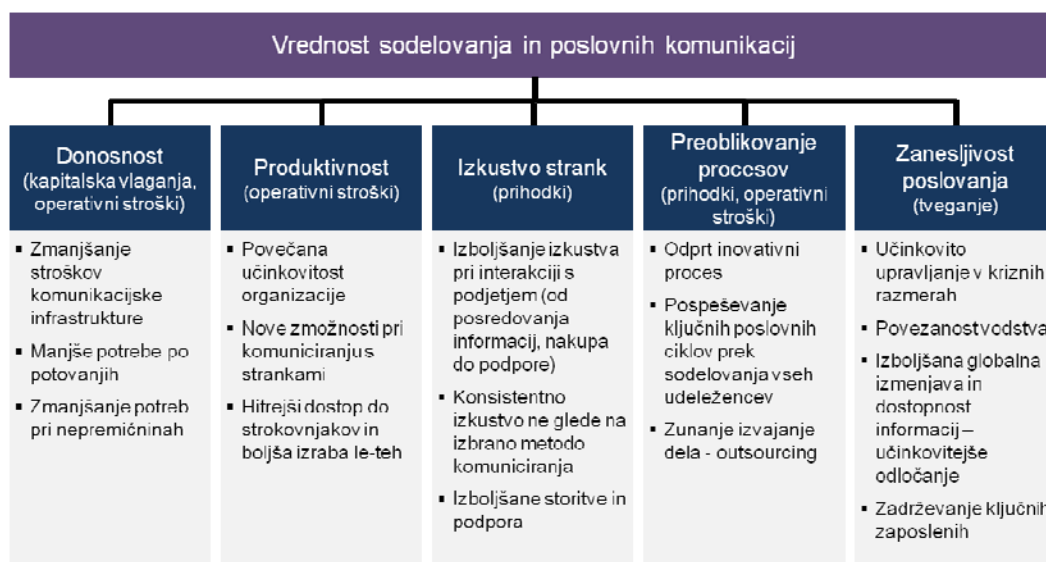 Vrednost sodelovanja in poslovnih komunikacij
Donosnost
(kapitalska vlaganja,
operativni stroški)
▪ Zmanjšanje
stroškov
komunikacijske
infrastrukture
▪ Manjše potrebe po
potovanjih
▪ Zmanjšanje potreb
pri nepremičninah
Produktivnost
(operativni stroški)
▪ Povečana
učinkovitost
organizacije
▪ Nove zmožnosti pri
komuniciranju s
strankami
▪ Hitrejši dostop do
strokovnjakov in
boljša izraba le-teh
Izkustvo strank
(prihodki)
▪ Izboljšanje izkustva
pri interakciji s
podjetjem (od
posredovanja
informacij, nakupa
do podpore)
▪ Konsistentno
izkustvo ne glede na
izbrano metodo
komuniciranja
▪ Izboljšane storitve in
podpora
Preoblikovanje
procesov
(prihodki, operativni
stroški)
▪ Odprt inovativni
proces
▪ Pospeševanje
ključnih poslovnih
ciklov prek
sodelovanja vseh
udeležencev
▪ Zunanje izvajanje
dela - outsourcing
Zanesljivost
poslovanja
(tveganje)
▪ Učinkovito
upravljanje v kriznih
razmerah
▪ Povezanost vodstva
▪ Izboljšana globalna
izmenjava in
dostopnost
informacij –
učinkovitejše
odločanje
▪ Zadrževanje ključnih
zaposlenih